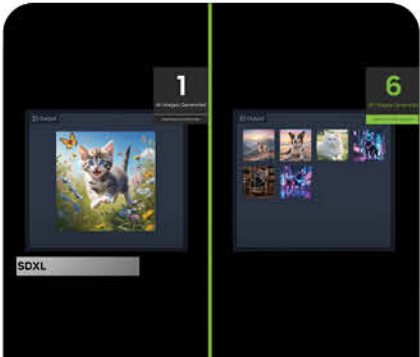 1
AI Images Generated
Output
SDXL
6
AI Images Generated
Output